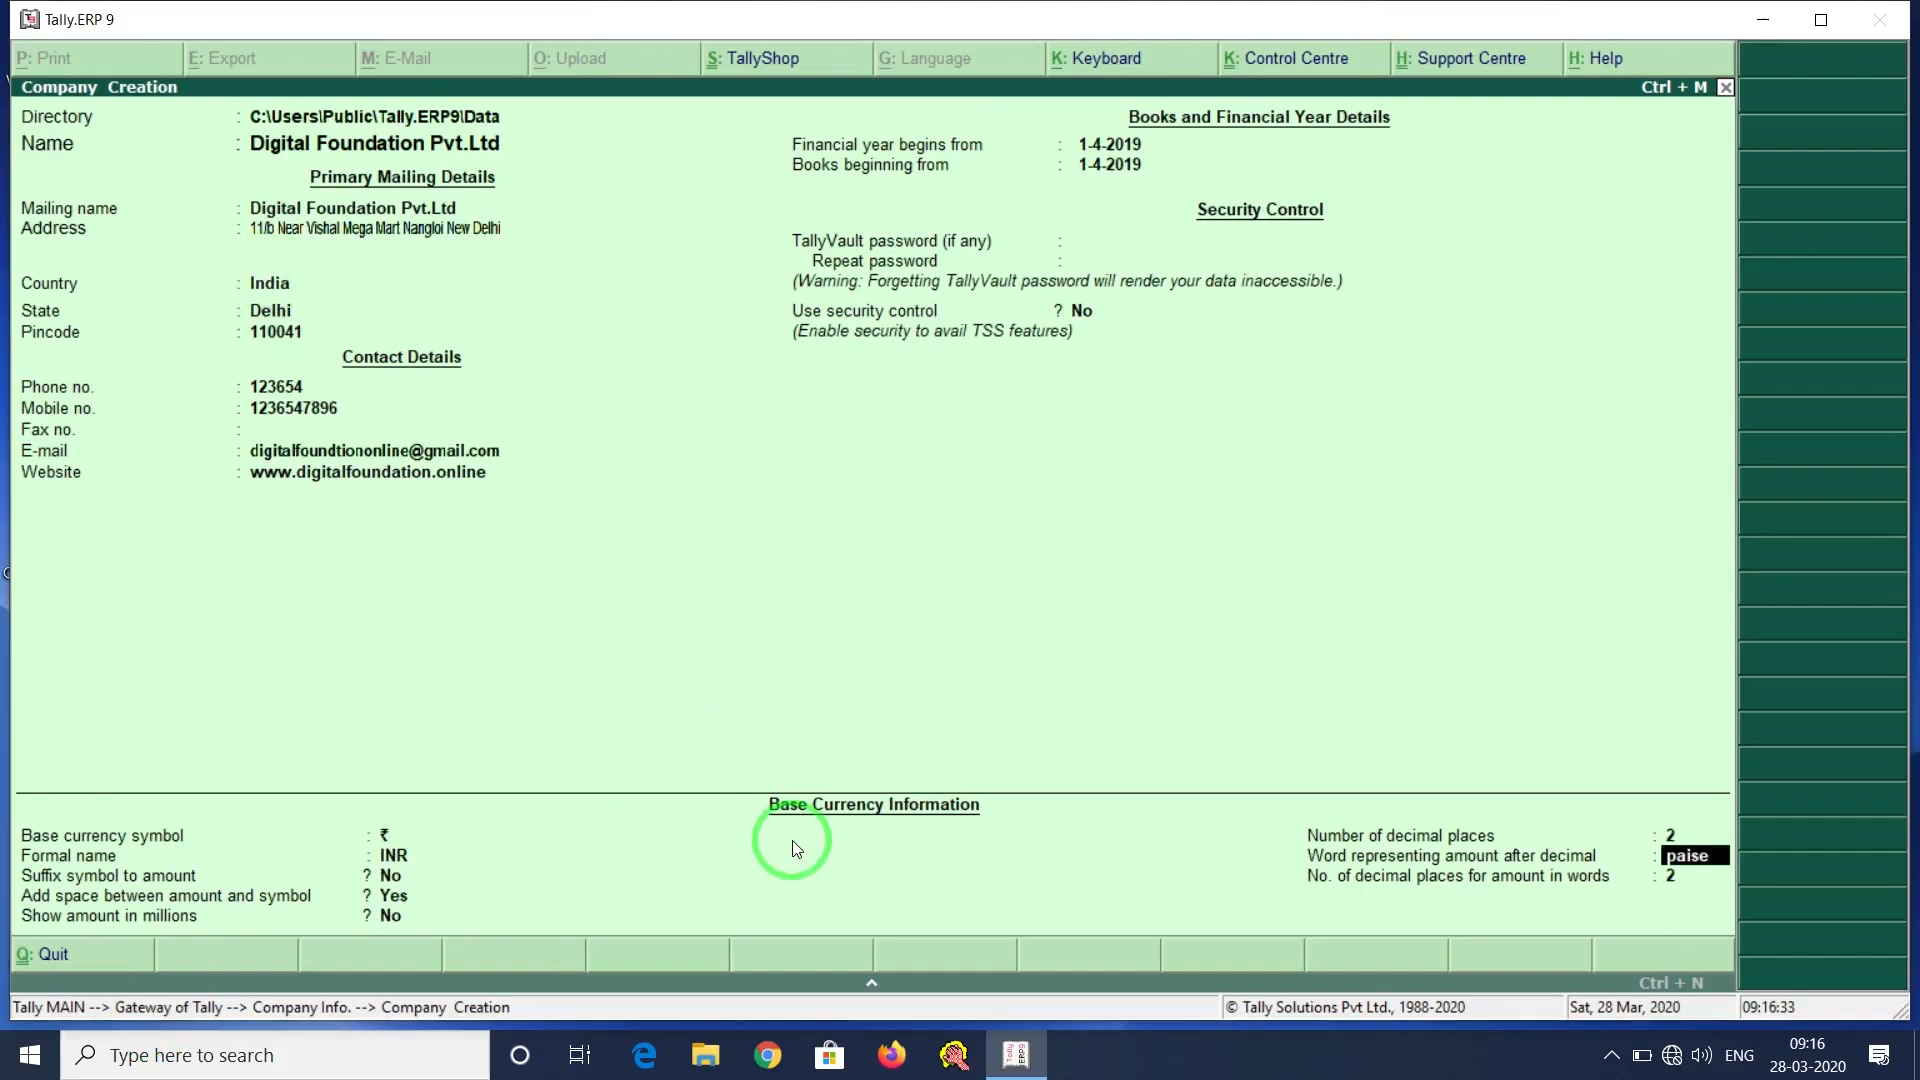 Tally.ERP 9
P: Print E: Export M: E-Mail O: Upload S: TallyShop G: Language K: Keyboard K: Control Centre H: Support Centre H: Help
Company Creation Ctrl + M
Directory : C:\Users\Public\Tally.ERP9\Data
Name : Digital Foundation Pvt.Ltd
Primary Mailing Details
Mailing name : Digital Foundation Pvt.Ltd
Address : 11/b Near Vishal Mega Mart Nangloi New Delhi
Country : India
State : Delhi
Pincode : 110041
Contact Details
Phone no. : 123654
Mobile no. : 1236547896
Fax no. :
E-mail : digitalfoundtiononline@gmail.com
Website : www.digitalfoundation.online
Books and Financial Year Details
Financial year begins from : 1-4-2019
Books beginning from : 1-4-2019
Security Control
TallyVault password (if any) :
Repeat password :
(Warning: Forgetting TallyVault password will render your data inaccessible.)
Use security control ? No
(Enable security to avail TSS features)
Base Currency Information
Base currency symbol : ₹
Formal name : INR
Suffix symbol to amount ? No
Add space between amount and symbol ? Yes
Show amount in millions ? No
Number of decimal places : 2
Word representing amount after decimal : paise
No. of decimal places for amount in words : 2
Q: Quit
Ctrl + N
Tally MAIN --> Gateway of Tally --> Company Info. --> Company Creation © Tally Solutions Pvt Ltd., 1988-2020 Sat, 28 Mar, 2020 09:16:33
Type here to search
ENG
09:16
28-03-2020